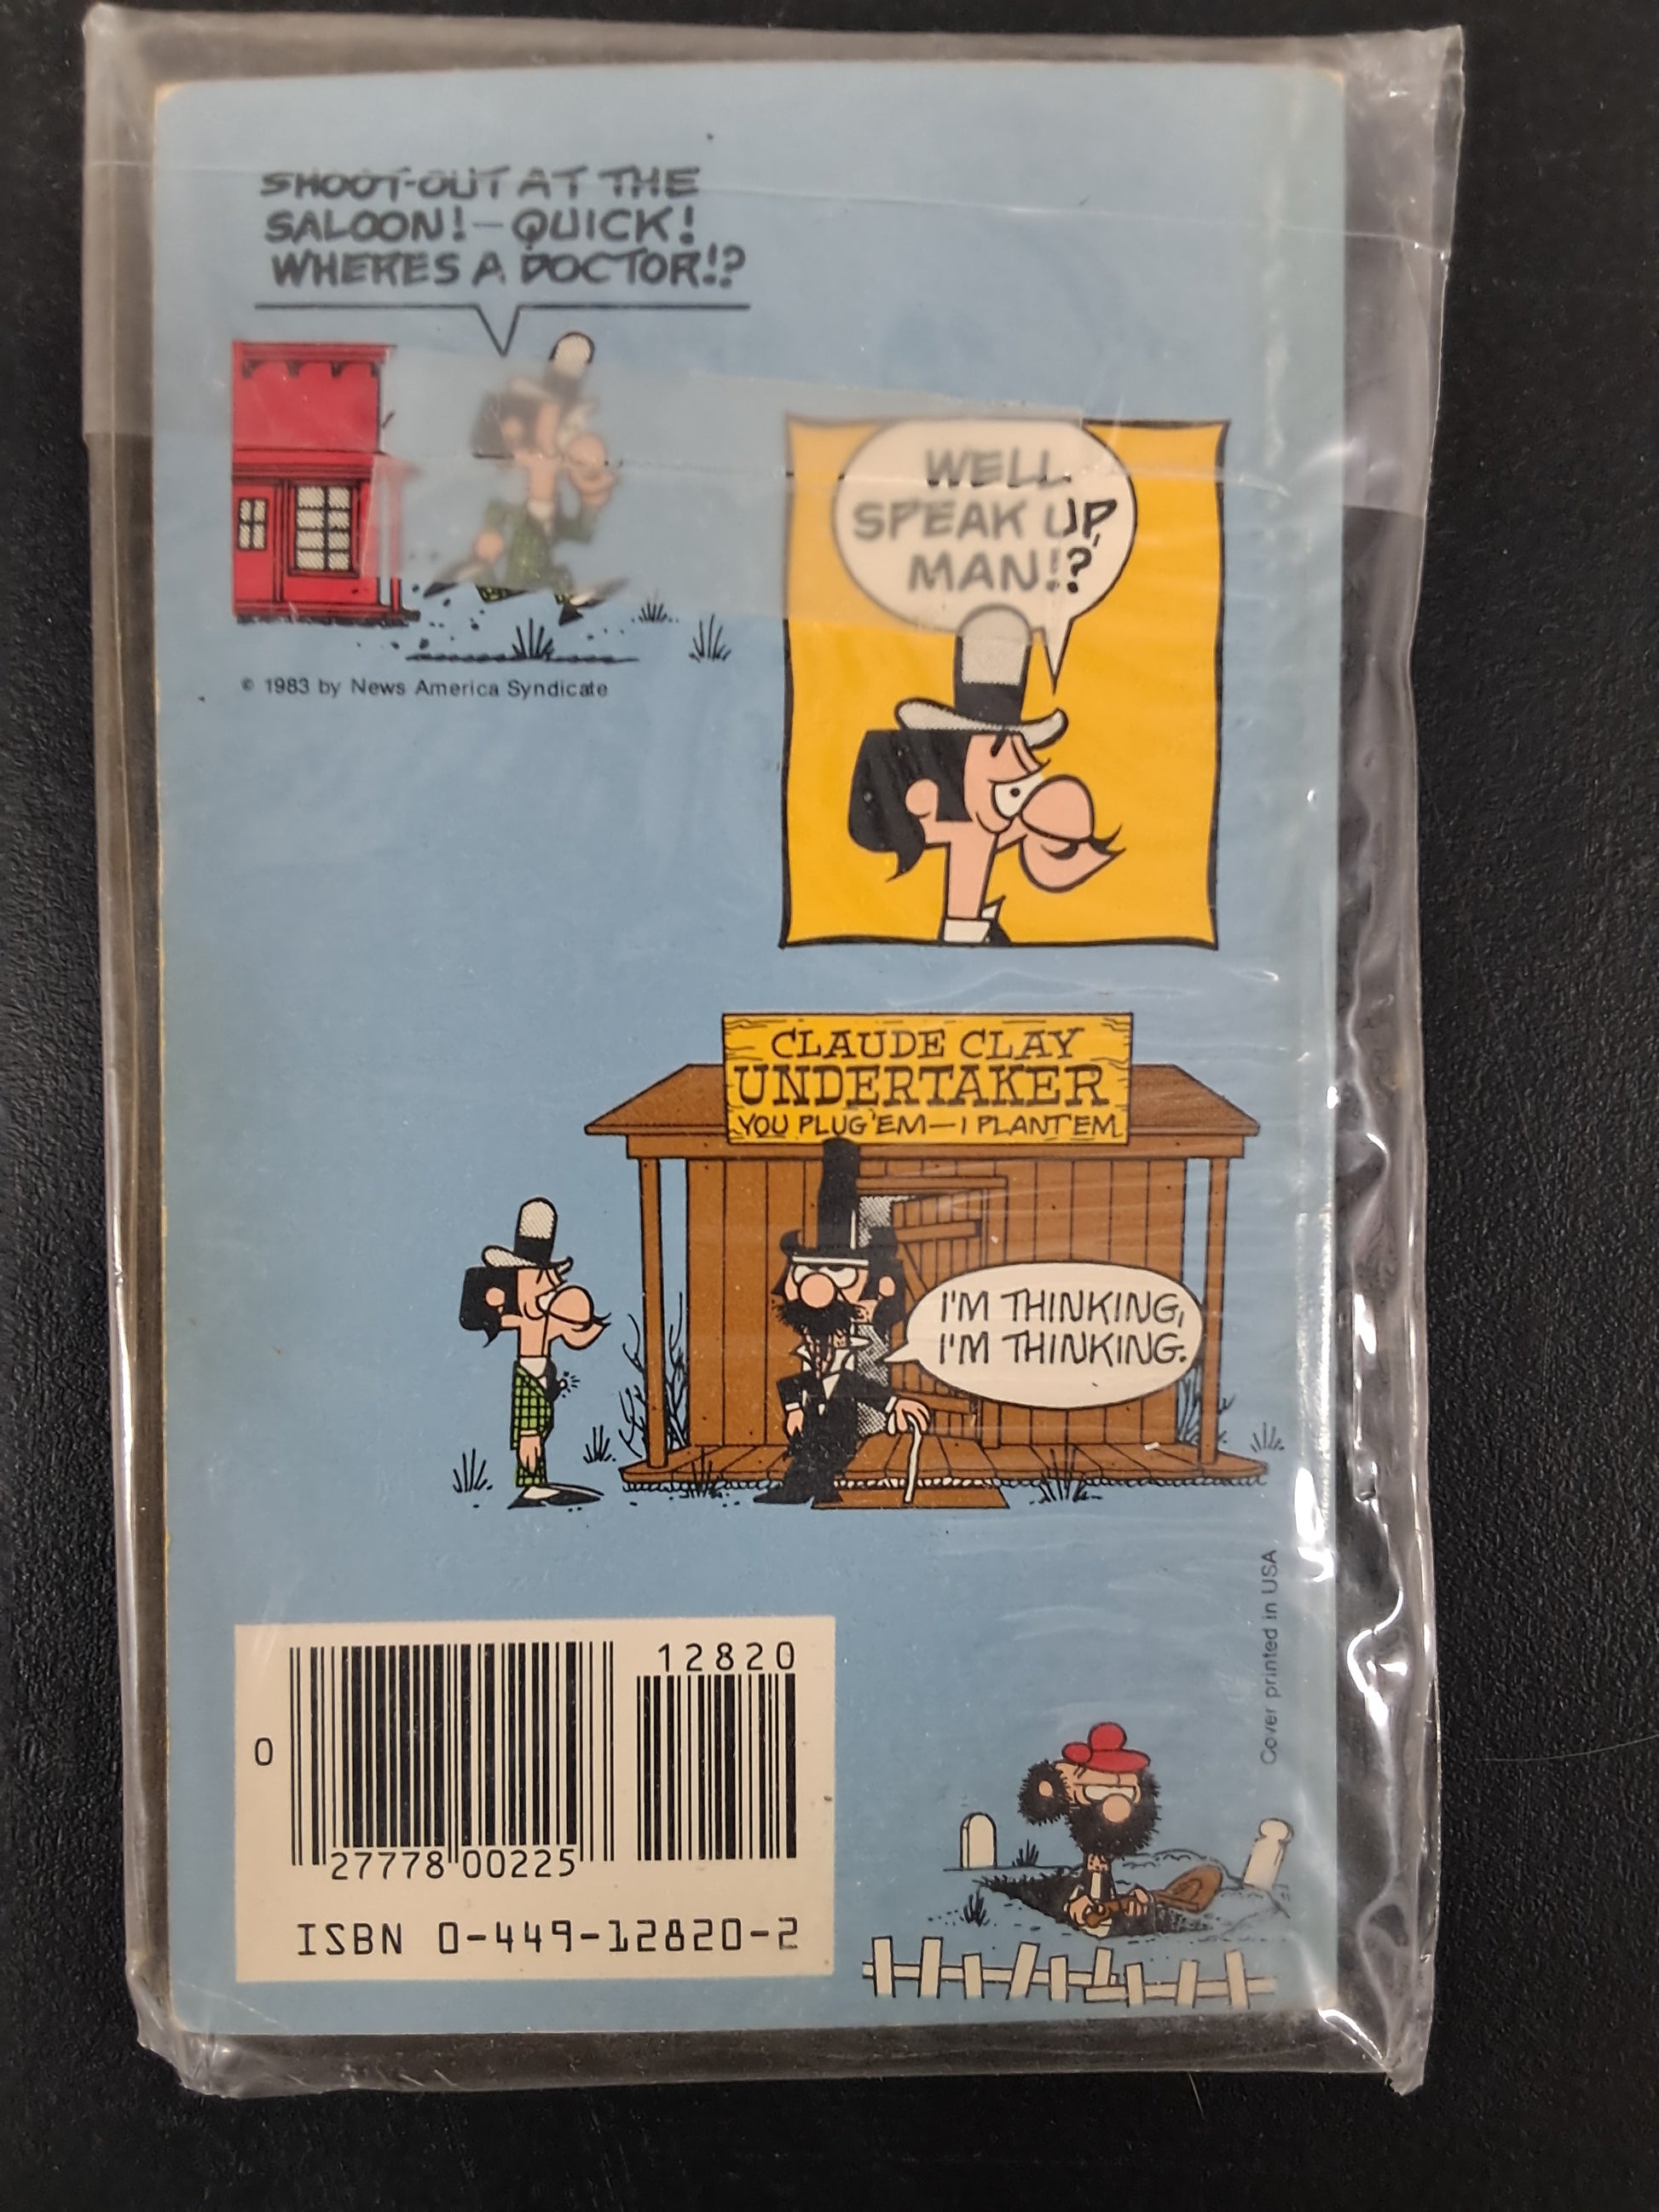 SHOOT-OUT AT THE
SALOON! — QUICK!
WHERE'S A DOCTOR!?
© 1983 by News America Syndicate
WELL
SPEAK UP,
MAN!?
CLAUDE CLAY
UNDERTAKER
YOU PLUG 'EM — I PLANT 'EM
I'M THINKING,
I'M THINKING.
Cover printed in USA
12820
0
27778 00225
ISBN 0-449-12820-2